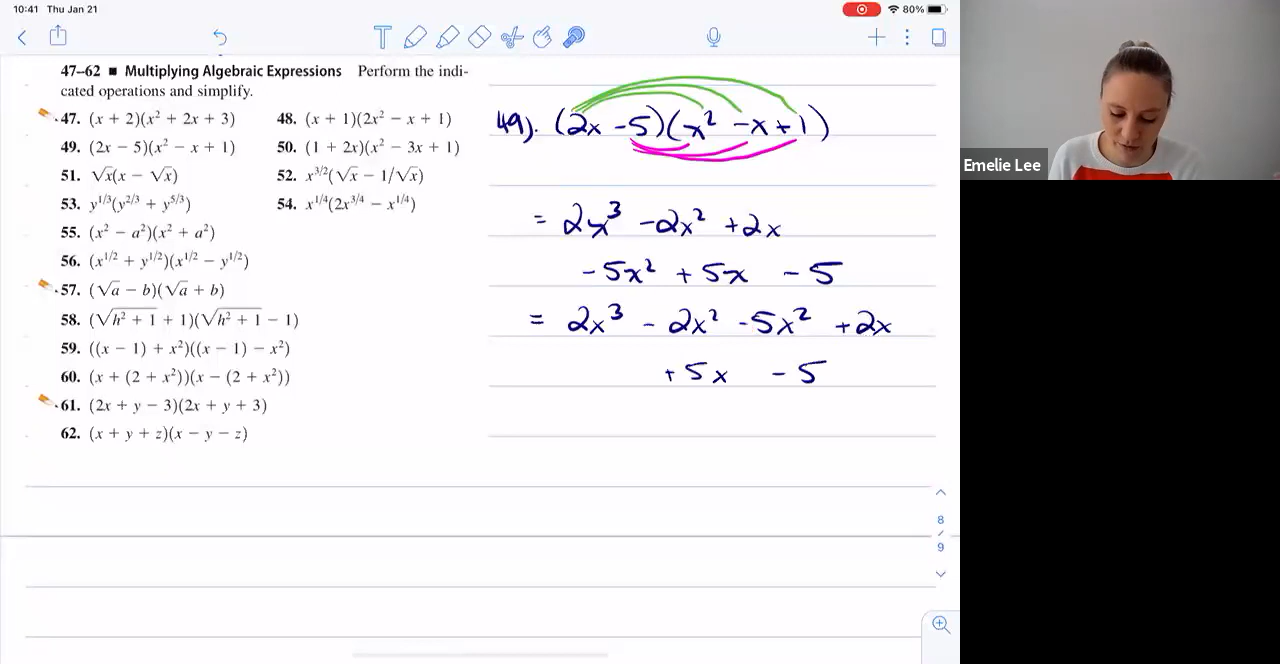 10:41 Thu Jan 21
80%
T
47–62 ■ Multiplying Algebraic Expressions Perform the indi-
cated operations and simplify.
47. (x + 2)(x² + 2x + 3)
48. (x + 1)(2x² − x + 1)
49. (2x − 5)(x² − x + 1)
50. (1 + 2x)(x² − 3x + 1)
51. √x(x − √x)
52. x^{3/2}(√x − 1/√x)
53. y^{1/3}(y^{2/3} + y^{5/3})
54. x^{1/4}(2x^{3/4} − x^{1/4})
55. (x² − a²)(x² + a²)
56. (x^{1/2} + y^{1/2})(x^{1/2} − y^{1/2})
57. (√a − b)(√a + b)
58. (√(h² + 1) + 1)(√(h² + 1) − 1)
59. ((x − 1) + x²)((x − 1) − x²)
60. (x + (2 + x²))(x − (2 + x²))
61. (2x + y − 3)(2x + y + 3)
62. (x + y + z)(x − y − z)
49). (2x − 5)(x² − x + 1)
= 2x³ − 2x² + 2x
− 5x² + 5x − 5
= 2x³ − 2x² − 5x² + 2x
+ 5x − 5
8
/
9
Emelie Lee